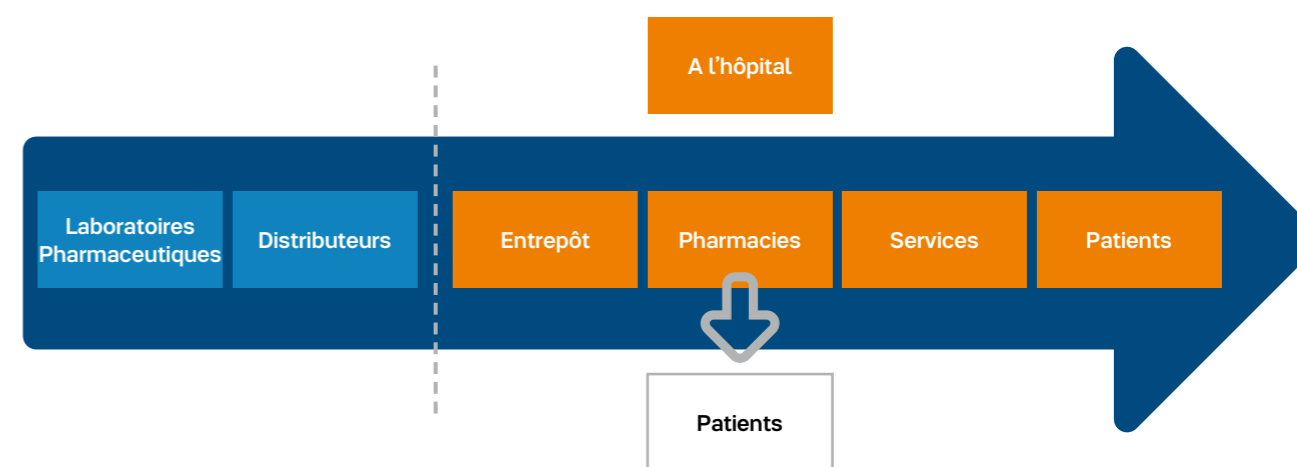 A l'hôpital
Laboratoires
Pharmaceutiques
Distributeurs
Entrepôt
Pharmacies
Services
Patients
Patients